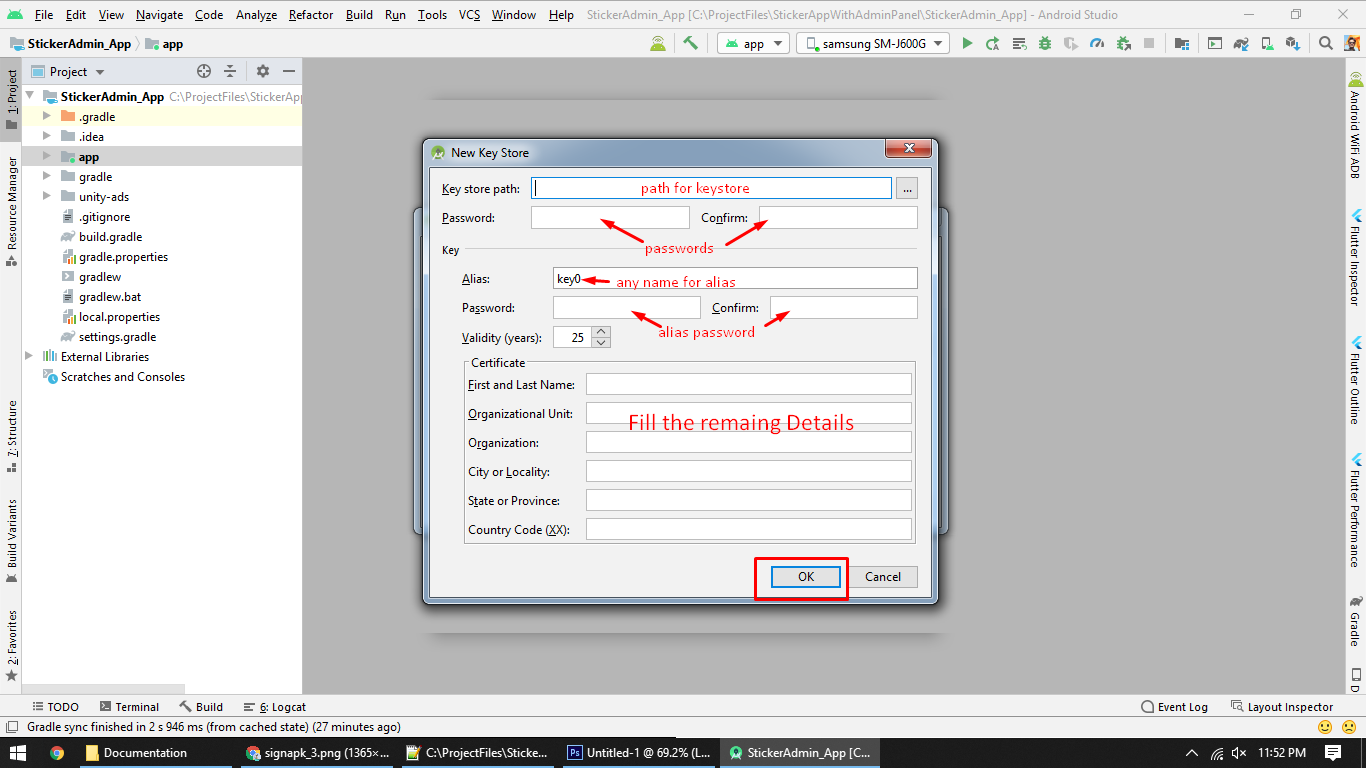 File Edit View Navigate Code Analyze Refactor Build Run Tools VCS Window Help StickerAdmin_App [C:\ProjectFiles\StickerAppWithAdminPanel\StickerAdmin_App] - Android Studio
StickerAdmin_App app
app samsung SM-J600G
1: Project
Resource Manager
7: Structure
Build Variants
2: Favorites
Project
StickerAdmin_App C:\ProjectFiles\StickerApp
.gradle
.idea
app
gradle
unity-ads
.gitignore
build.gradle
gradle.properties
gradlew
gradlew.bat
local.properties
settings.gradle
External Libraries
Scratches and Consoles
New Key Store
Key store path: path for keystore ...
Password: Confirm:
passwords
Key
Alias: key0 any name for alias
Password: Confirm:
alias password
Validity (years): 25
Certificate
First and Last Name:
Organizational Unit:
Fill the remaing Details
Organization:
City or Locality:
State or Province:
Country Code (XX):
OK Cancel
Android WiFi ADB
Flutter Inspector
Flutter Outline
Flutter Performance
Gradle
D
TODO Terminal Build 6: Logcat Event Log Layout Inspector
Gradle sync finished in 2 s 946 ms (from cached state) (27 minutes ago)
Documentation signapk_3.png (1365×... C:\ProjectFiles\Sticke... Ps Untitled-1 @ 69.2% (L... StickerAdmin_App [C... 11:52 PM